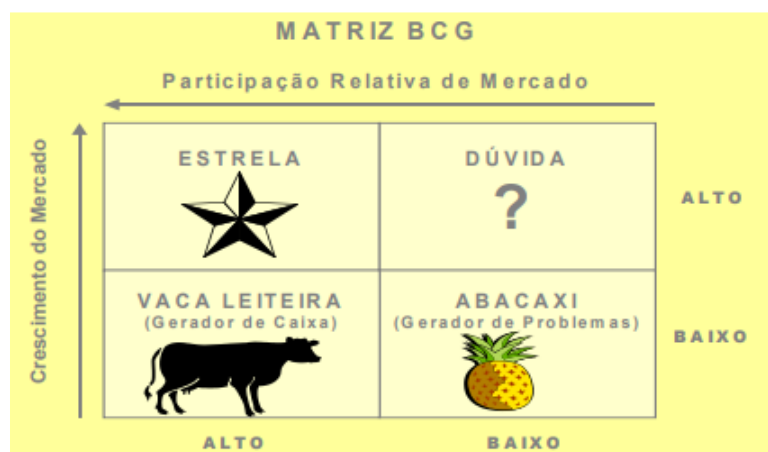 MATRIZ BCG
Participação Relativa de Mercado
Crescimento do Mercado
ESTRELA
DÚVIDA
?
ALTO
VACA LEITEIRA
(Gerador de Caixa)
ABACAXI
(Gerador de Problemas)
BAIXO
ALTO
BAIXO